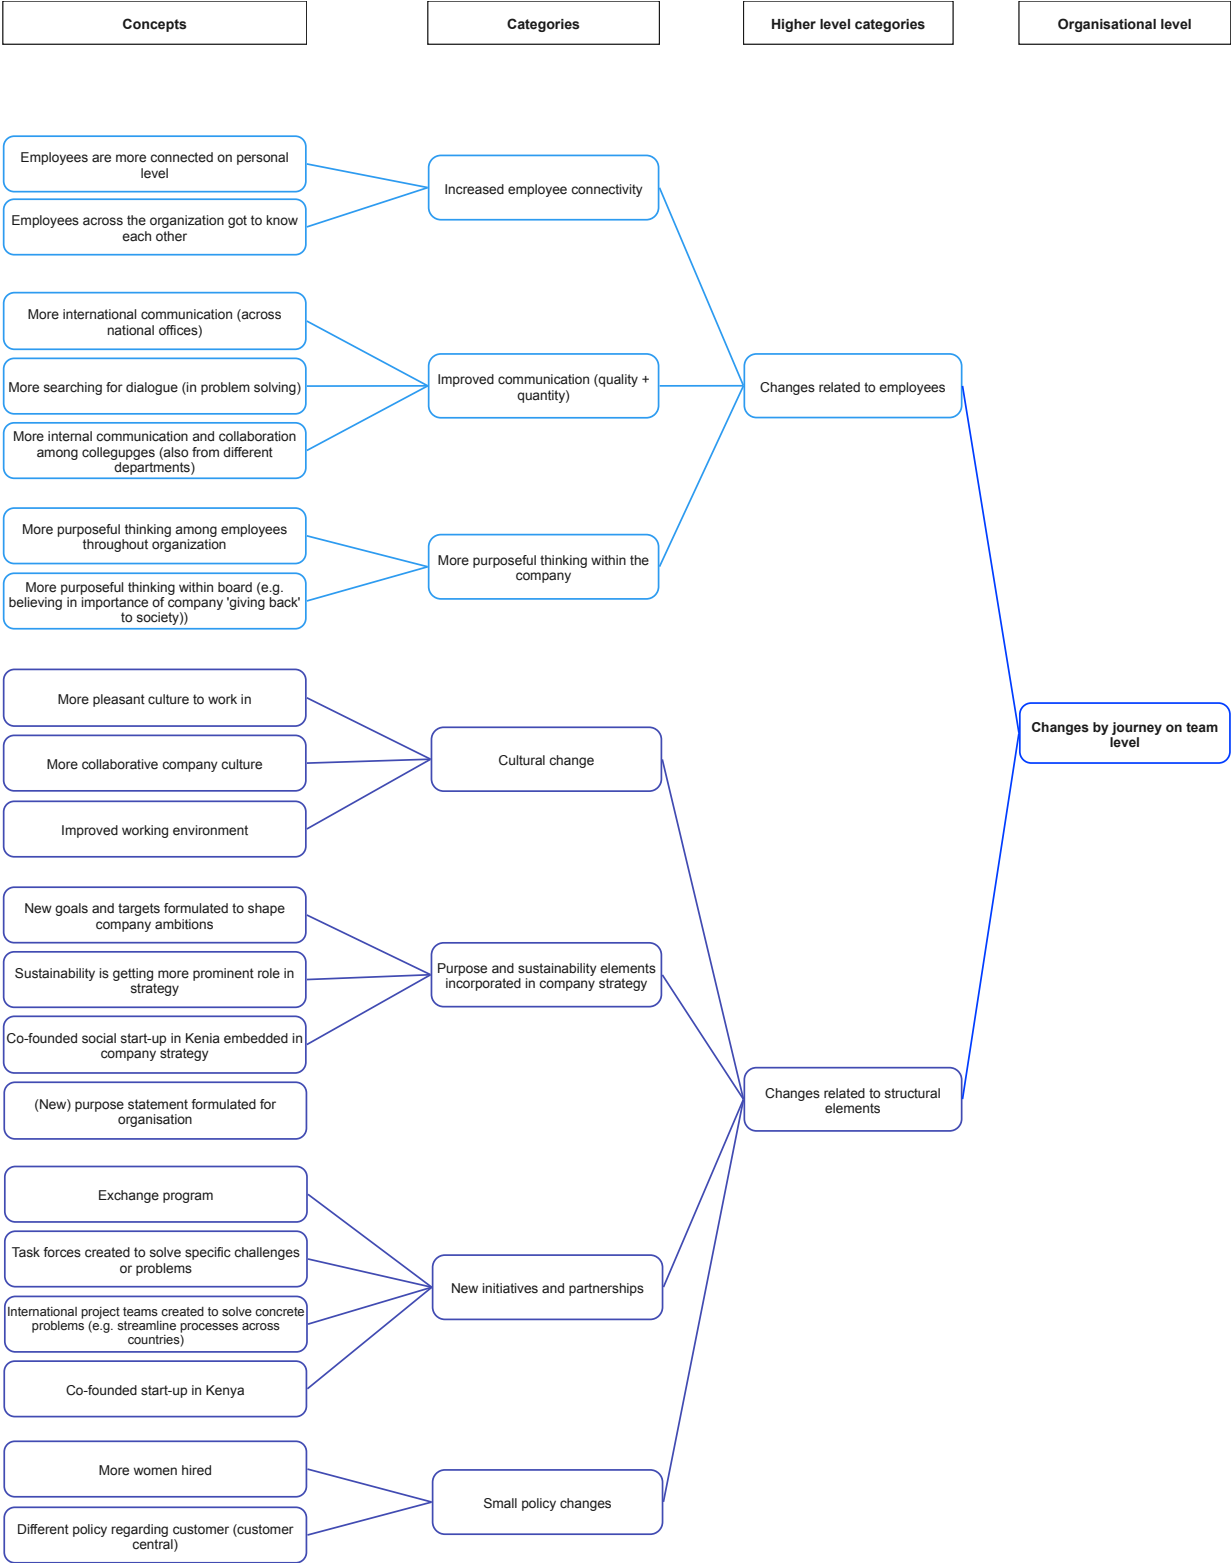 Concepts
Categories
Higher level categories
Organisational level
Employees are more connected on personal
level
Employees across the organization got to know
each other
Increased employee connectivity
More international communication (across
national offices)
More searching for dialogue (in problem solving)
More internal communication and collaboration
among collegupges (also from different
departments)
Improved communication (quality +
quantity)
Changes related to employees
More purposeful thinking among employees
throughout organization
More purposeful thinking within board (e.g.
believing in importance of company 'giving back'
to society))
More purposeful thinking within the
company
More pleasant culture to work in
More collaborative company culture
Improved working environment
Cultural change
Changes by journey on team
level
New goals and targets formulated to shape
company ambitions
Sustainability is getting more prominent role in
strategy
Co-founded social start-up in Kenia embedded in
company strategy
(New) purpose statement formulated for
organisation
Purpose and sustainability elements
incorporated in company strategy
Changes related to structural
elements
Exchange program
Task forces created to solve specific challenges
or problems
International project teams created to solve concrete
problems (e.g. streamline processes across
countries)
Co-founded start-up in Kenya
New initiatives and partnerships
More women hired
Different policy regarding customer (customer
central)
Small policy changes